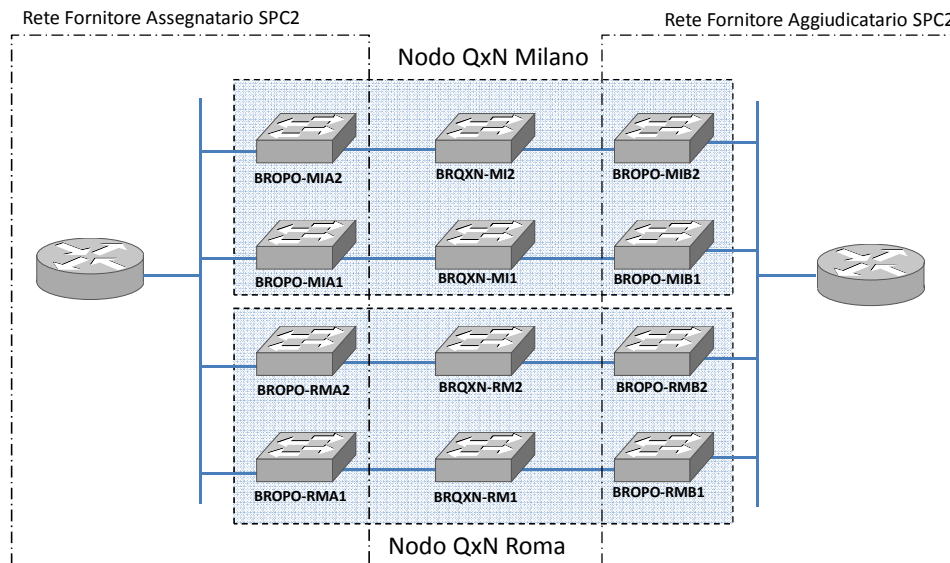 Rete Fornitore Assegnatario SPC2
Rete Fornitore Aggiudicatario SPC2
Nodo QxN Milano
BROPO-MIA2
BRQXN-MI2
BROPO-MIB2
BROPO-MIA1
BRQXN-MI1
BROPO-MIB1
BROPO-RMA2
BRQXN-RM2
BROPO-RMB2
BROPO-RMA1
BRQXN-RM1
BROPO-RMB1
Nodo QxN Roma